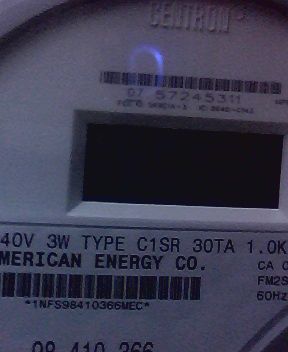 CENTRON
57245311
40V 3W TYPE C1SR 30TA 1.0K
MERICAN ENERGY CO.
CA 0
FM2S
60HZ
*1NFS98410366MEC*
98 410 366